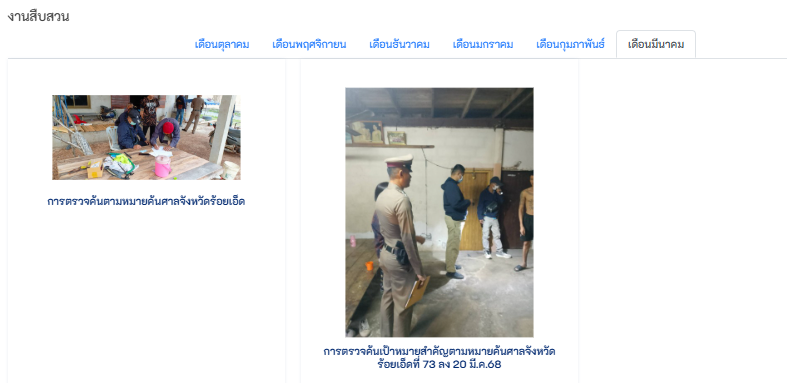 งานสืบสวน
เดือนตุลาคม เดือนพฤศจิกายน เดือนธันวาคม เดือนมกราคม เดือนกุมภาพันธ์ เดือนมีนาคม
การตรวจค้นตามหมายค้นศาลจังหวัดร้อยเอ็ด
การตรวจค้นเป้าหมายสำคัญตามหมายค้นศาลจังหวัด
ร้อยเอ็ดที่ 73 ลง 20 มี.ค.68